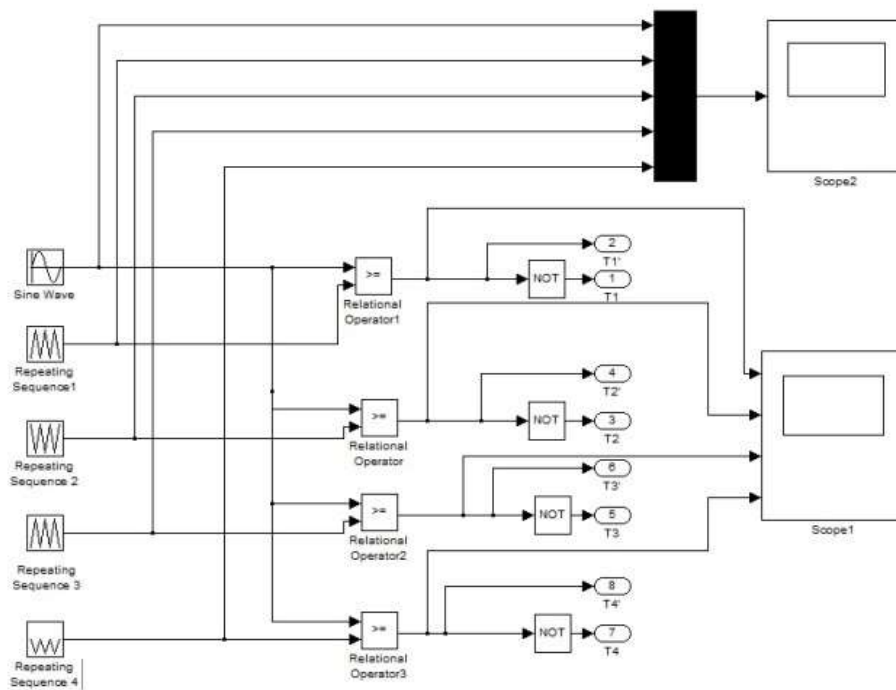 Scope2
Sine Wave
>=
Relational
Operator1
2
T1'
NOT
1
T1
Repeating
Sequence1
>=
Relational
Operator
4
T2'
NOT
3
T2
Repeating
Sequence 2
>=
Relational
Operator2
6
T3'
NOT
5
T3
Scope1
Repeating
Sequence 3
>=
Relational
Operator3
8
T4'
NOT
7
T4
Repeating
Sequence 4